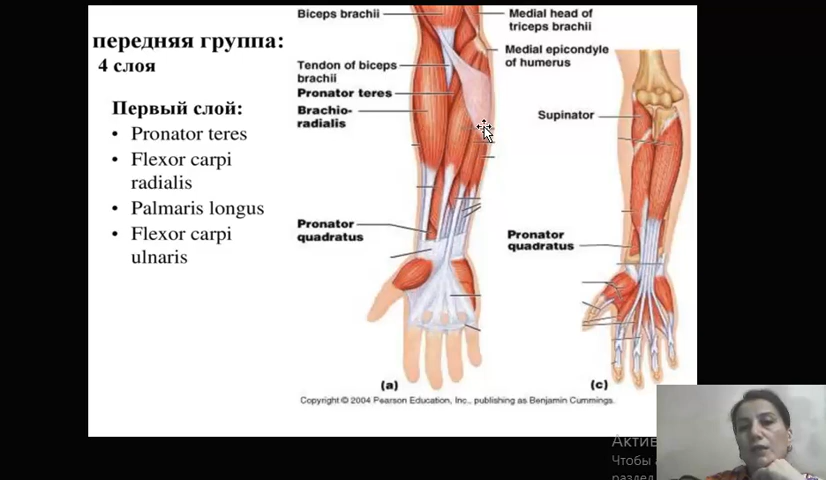 передняя группа:
4 слоя
Первый слой:
• Pronator teres
• Flexor carpi
radialis
• Palmaris longus
• Flexor carpi
ulnaris
Biceps brachii
Tendon of biceps
brachii
Pronator teres
Brachio-
radialis
Pronator
quadratus
Medial head of
triceps brachii
Medial epicondyle
of humerus
(a)
Supinator
Pronator
quadratus
(c)
Copyright © 2004 Pearson Education, Inc., publishing as Benjamin Cummings.
Актив
Чтобы
раздел